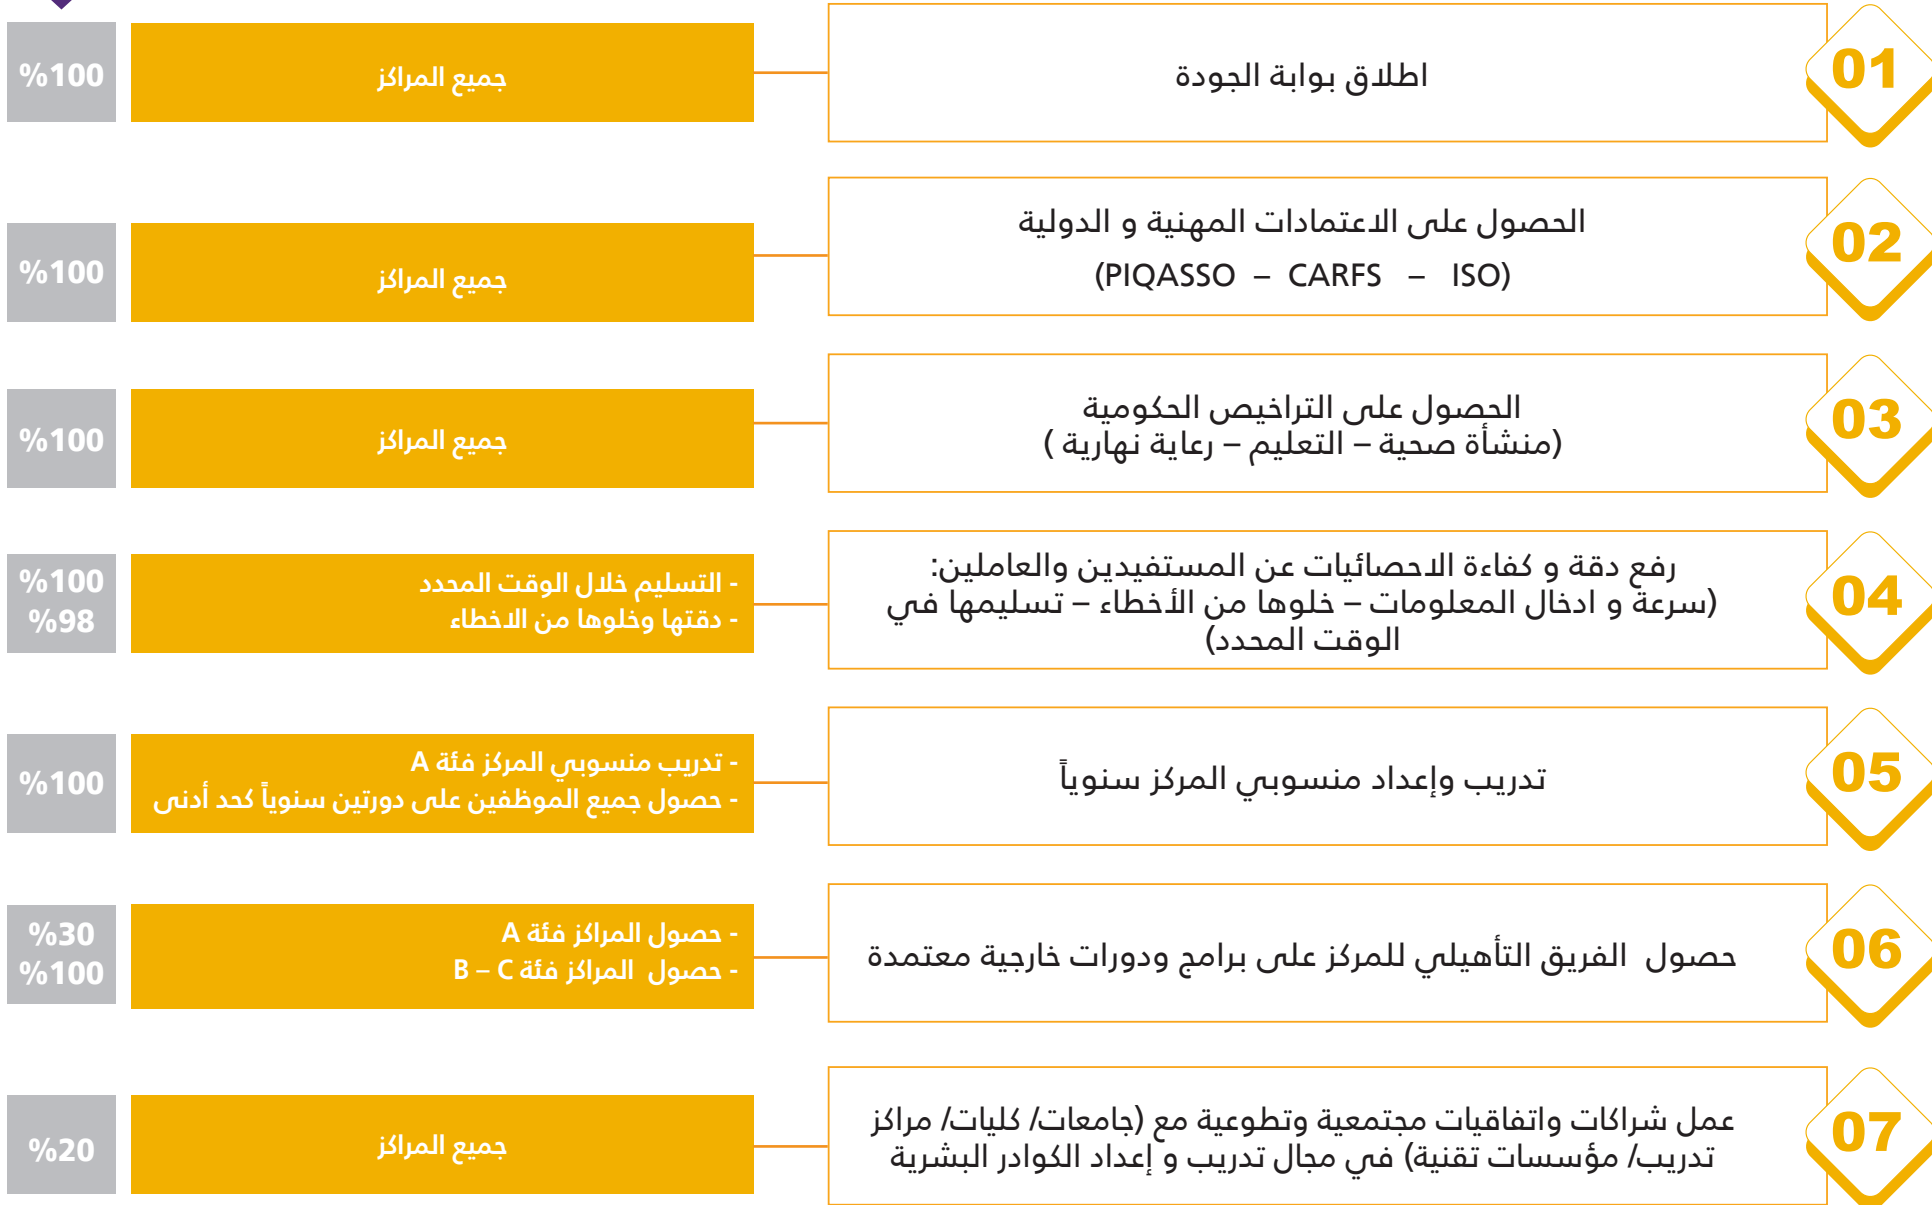 01
اطلاق بوابة الجودة
جميع المراكز
%100
02
الحصول على الاعتمادات المهنية و الدولية
(PIQASSO – CARFS – ISO)
جميع المراكز
%100
03
الحصول على التراخيص الحكومية
(منشأة صحية – التعليم – رعاية نهارية )
جميع المراكز
%100
04
رفع دقة و كفاءة الاحصائيات عن المستفيدين والعاملين:
(سرعة و ادخال المعلومات – خلوها من الأخطاء – تسليمها في
الوقت المحدد)
- التسليم خلال الوقت المحدد
- دقتها وخلوها من الاخطاء
%100
%98
05
تدريب وإعداد منسوبي المركز سنوياً
- تدريب منسوبي المركز فئة A
- حصول جميع الموظفين على دورتين سنوياً كحد أدنى
%100
06
حصول الفريق التأهيلي للمركز على برامج ودورات خارجية معتمدة
- حصول المراكز فئة A
- حصول المراكز فئة B – C
%30
%100
07
عمل شراكات واتفاقيات مجتمعية وتطوعية مع (جامعات/ كليات/ مراكز
تدريب/ مؤسسات تقنية) في مجال تدريب و إعداد الكوادر البشرية
جميع المراكز
%20